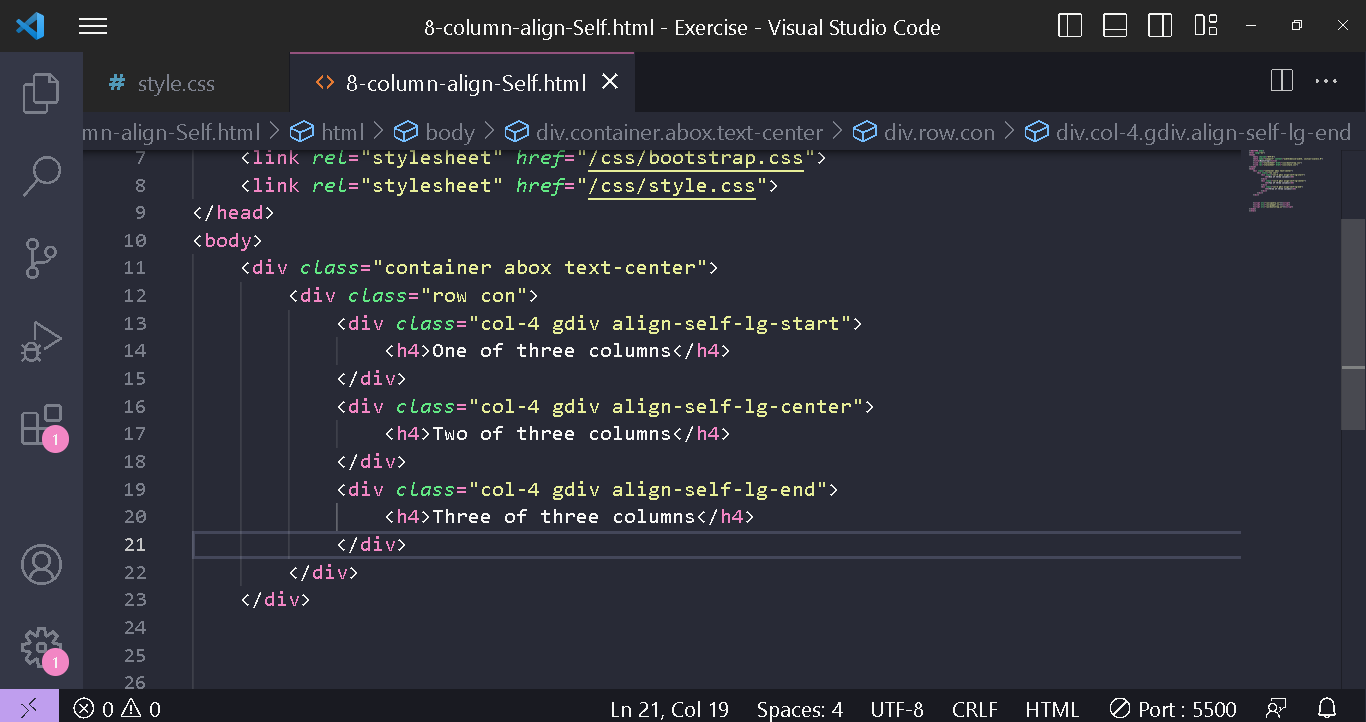 8-column-align-Self.html - Exercise - Visual Studio Code
# style.css <> 8-column-align-Self.html
mn-align-Self.html > html > body > div.container.abox.text-center > div.row.con > div.col-4.gdiv.align-self-lg-end
7 <link rel="stylesheet" href="/css/bootstrap.css">
8 <link rel="stylesheet" href="/css/style.css">
9 </head>
10 <body>
11 <div class="container abox text-center">
12 <div class="row con">
13 <div class="col-4 gdiv align-self-lg-start">
14 <h4>One of three columns</h4>
15 </div>
16 <div class="col-4 gdiv align-self-lg-center">
17 <h4>Two of three columns</h4>
18 </div>
19 <div class="col-4 gdiv align-self-lg-end">
20 <h4>Three of three columns</h4>
21 </div>
22 </div>
23 </div>
24
25
26
1
1
0 0 Ln 21, Col 19 Spaces: 4 UTF-8 CRLF HTML Port : 5500